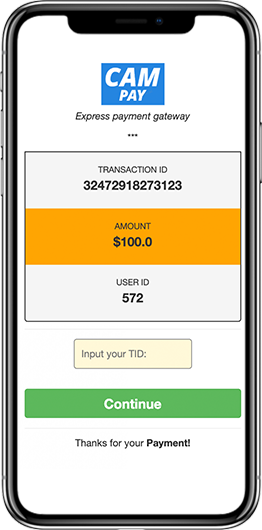 CAM
PAY
Express payment gateway
***
TRANSACTION ID
32472918273123
AMOUNT
$100.0
USER ID
572
Input your TID:
Continue
Thanks for your Payment!